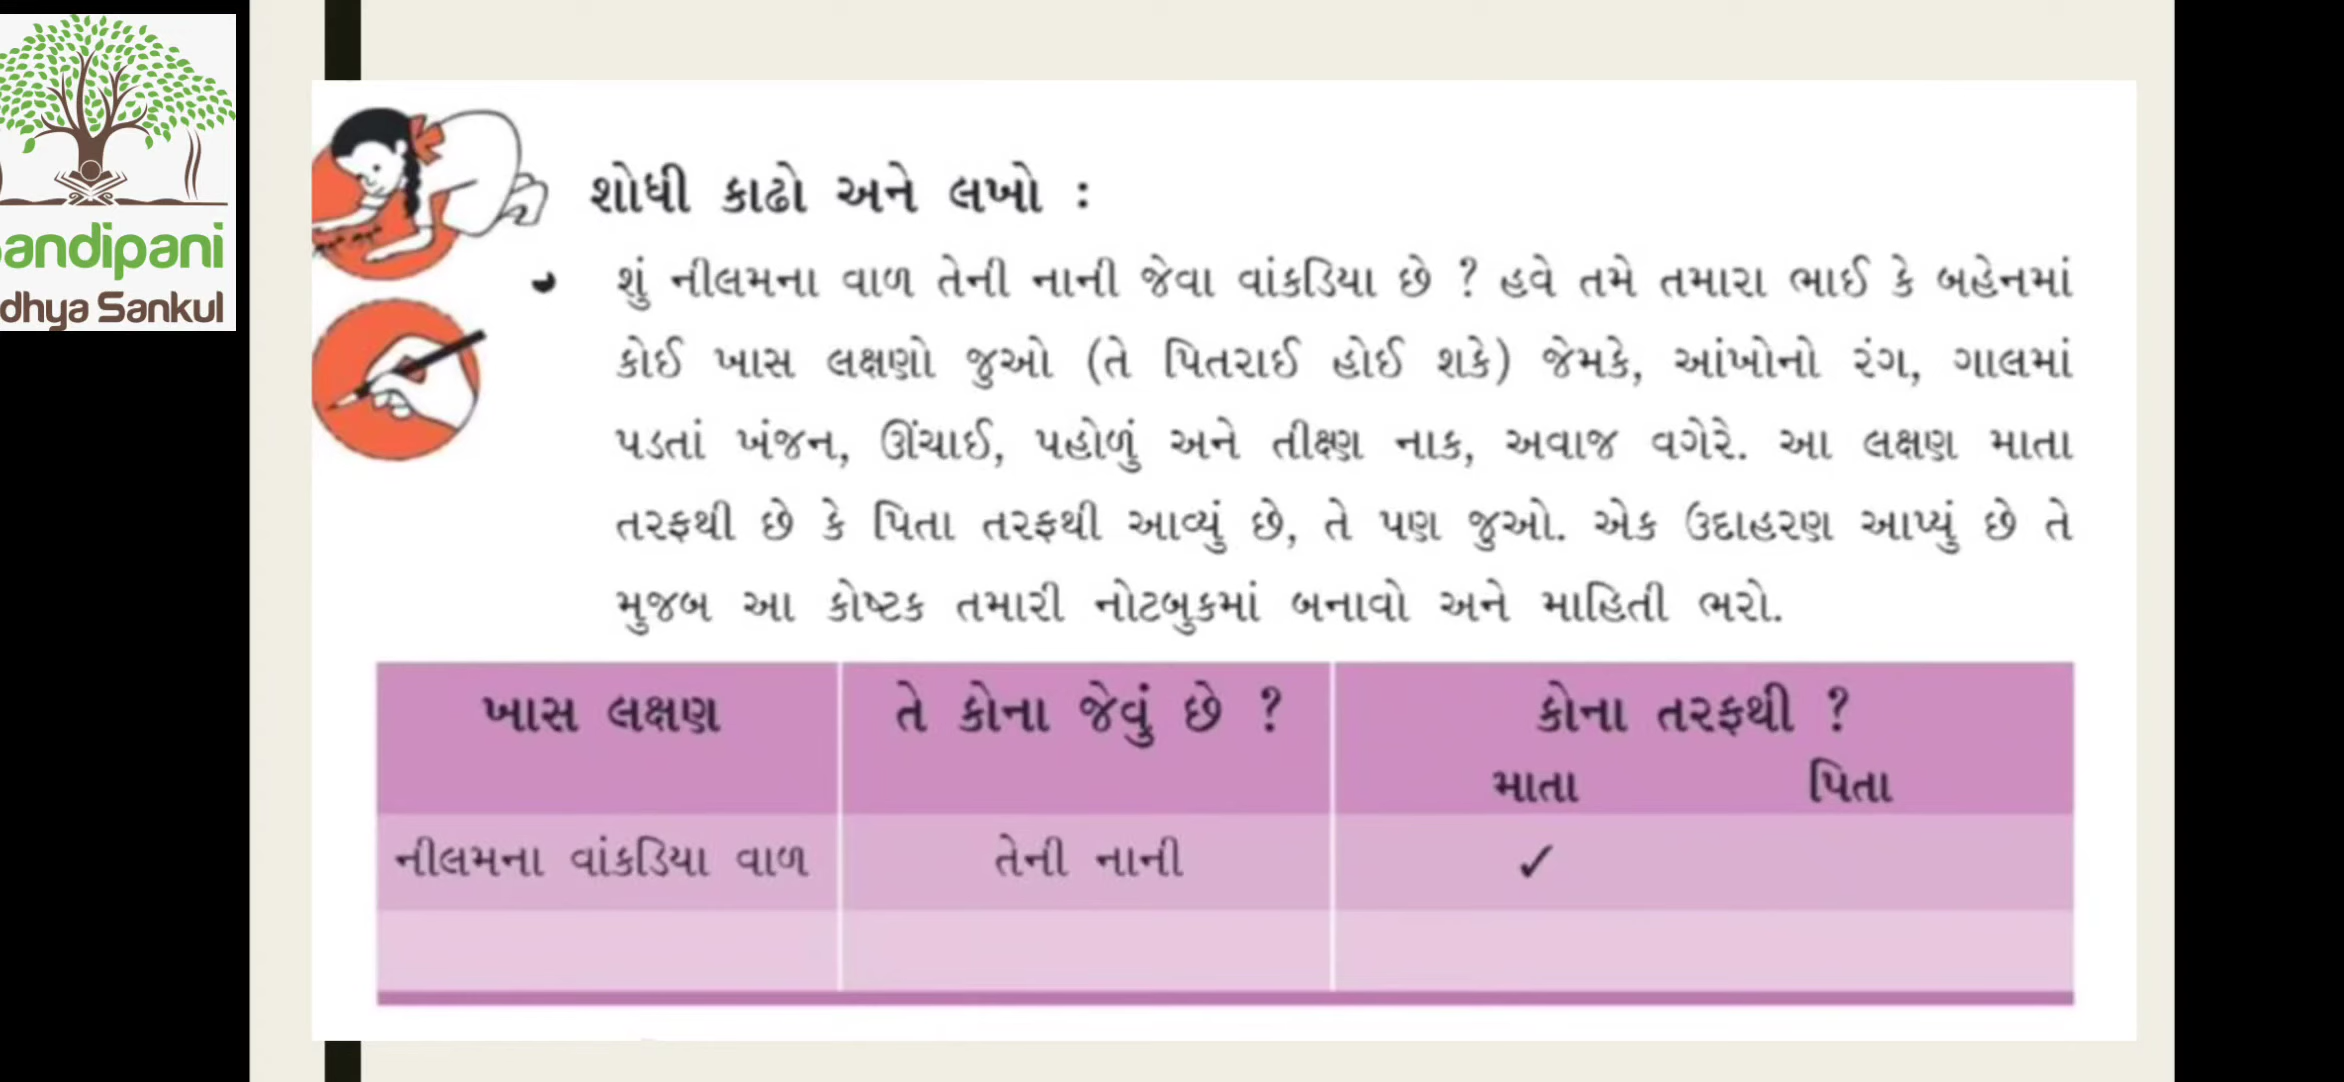 andipani
dhya Sankul
શોધી કાઢો અને લખો :
શું નીલમના વાળ તેની નાની જેવા વાંકડિયા છે ? હવે તમે તમારા ભાઈ કે બહેનમાં
કોઈ ખાસ લક્ષણો જુઓ (તે પિતરાઈ હોઈ શકે) જેમકે, આંખોનો રંગ, ગાલમાં
પડતાં ખંજન, ઊંચાઈ, પહોળું અને તીક્ષ્ણ નાક, અવાજ વગેરે. આ લક્ષણ માતા
તરફથી છે કે પિતા તરફથી આવ્યું છે, તે પણ જુઓ. એક ઉદાહરણ આપ્યું છે તે
મુજબ આ કોષ્ટક તમારી નોટબુકમાં બનાવો અને માહિતી ભરો.
ખાસ લક્ષણ તે કોના જેવું છે ? કોના તરફથી ?
માતા પિતા
નીલમના વાંકડિયા વાળ તેની નાની ✓